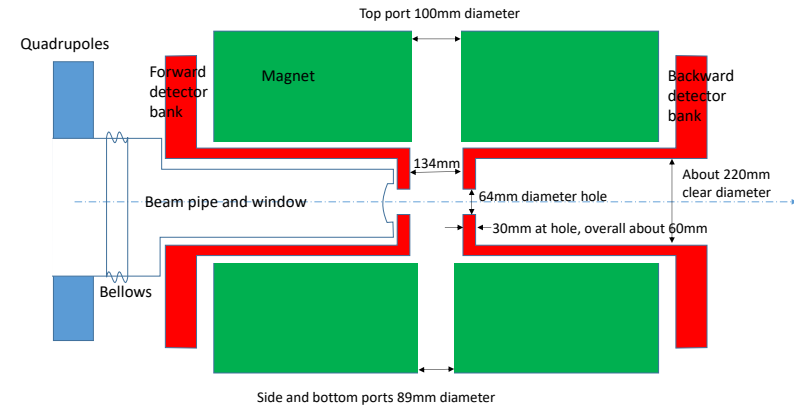 Top port 100mm diameter
Quadrupoles
Forward
detector
bank
Magnet
Backward
detector
bank
134mm
About 220mm
clear diameter
64mm diameter hole
Beam pipe and window
30mm at hole, overall about 60mm
Bellows
Side and bottom ports 89mm diameter